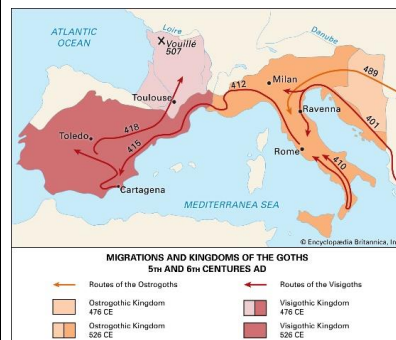 ATLANTIC
OCEAN
Loire
Vouillé
507
Danube
489
Milan
412
Toulouse
Ravenna
401
418
Toledo
415
Rome
410
Cartagena
MEDITERRANEAN SEA
© Encyclopædia Britannica, In
MIGRATIONS AND KINGDOMS OF THE GOTHS
5TH AND 6TH CENTURIES AD
Routes of the Ostrogoths
Routes of the Visigoths
Ostrogothic Kingdom
476 CE
Visigothic Kingdom
476 CE
Ostrogothic Kingdom
526 CE
Visigothic Kingdom
526 CE